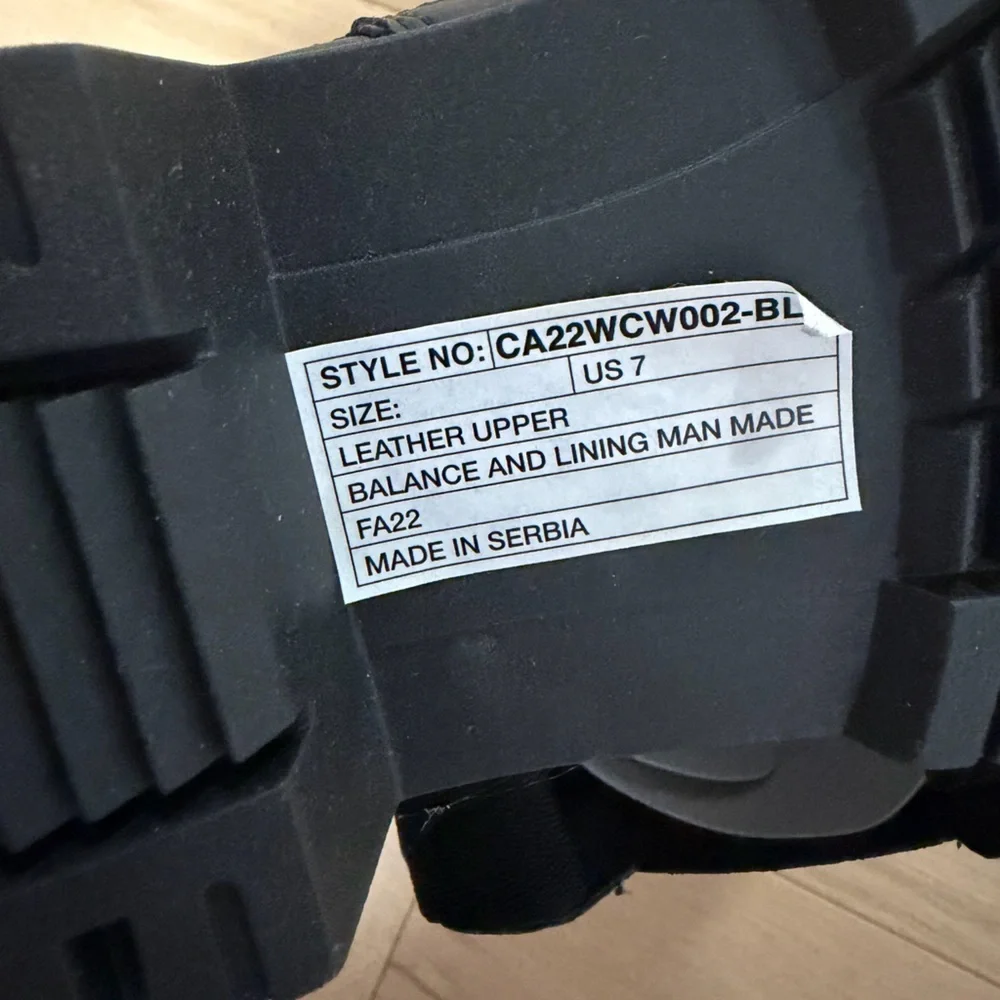 STYLE NO: CA22WCW002-BL
SIZE: US 7
LEATHER UPPER
BALANCE AND LINING MAN MADE
FA22
MADE IN SERBIA